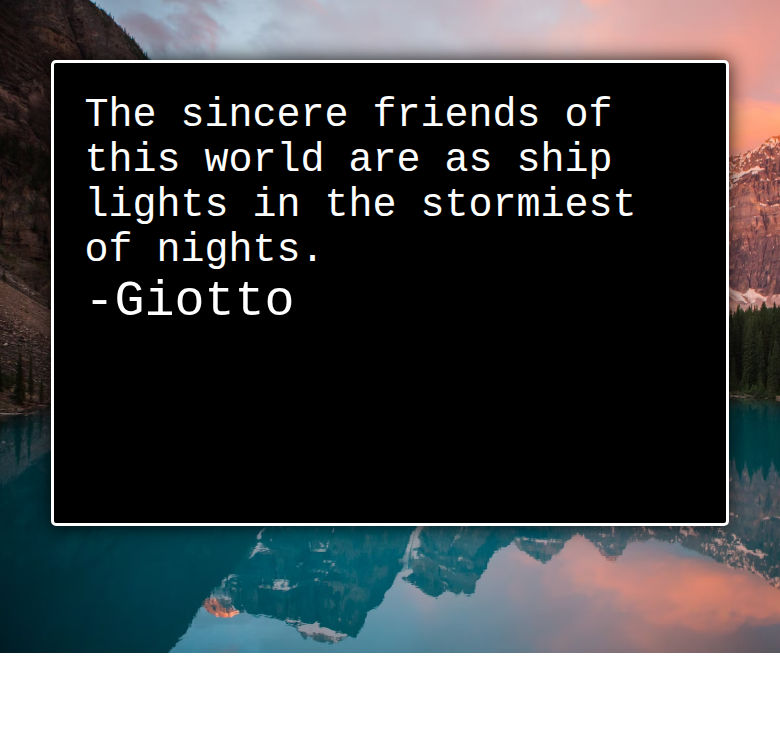 The sincere friends of
this world are as ship
lights in the stormiest
of nights.
-Giotto